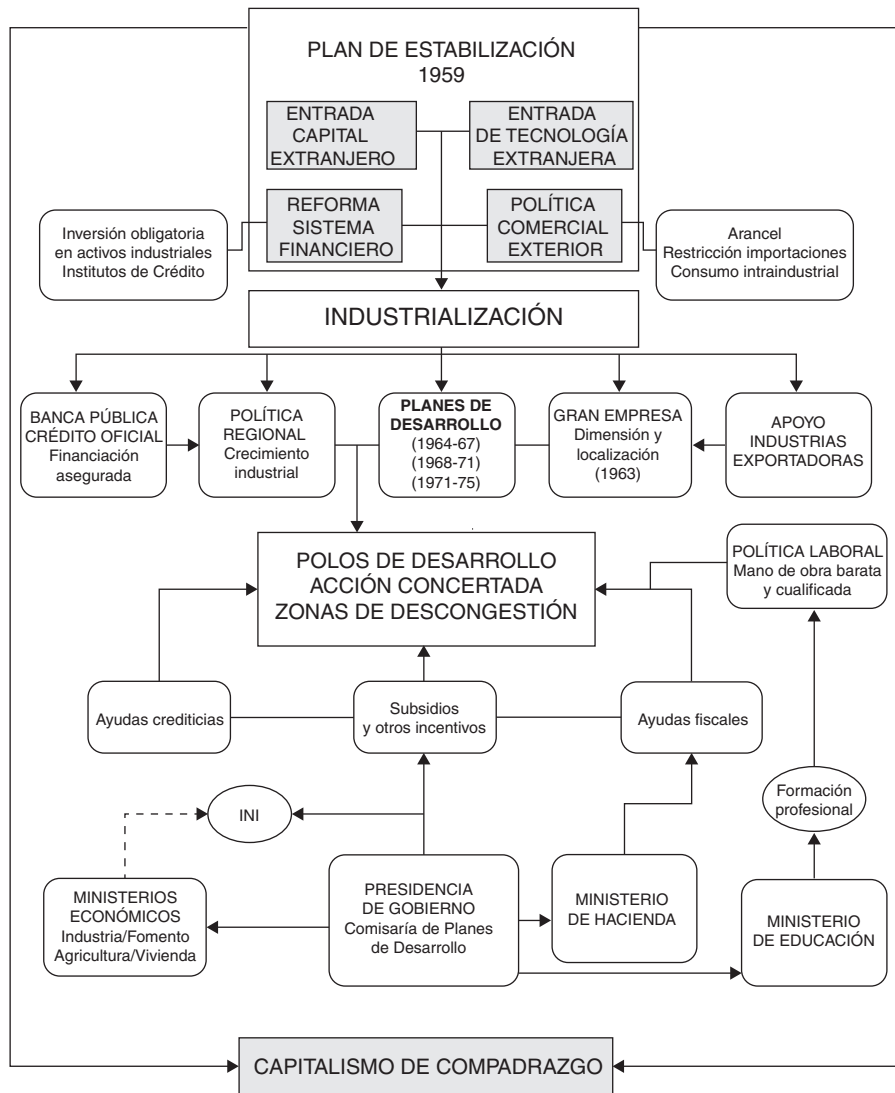 PLAN DE ESTABILIZACIÓN
1959
ENTRADA
CAPITAL
EXTRANJERO
ENTRADA
DE TECNOLOGÍA
EXTRANJERA
REFORMA
SISTEMA
FINANCIERO
POLÍTICA
COMERCIAL
EXTERIOR
Inversión obligatoria
en activos industriales
Institutos de Crédito
Arancel
Restricción importaciones
Consumo intraindustrial
INDUSTRIALIZACIÓN
BANCA PÚBLICA
CRÉDITO OFICIAL
Financiación
asegurada
POLÍTICA
REGIONAL
Crecimiento
industrial
PLANES DE
DESARROLLO
(1964-67)
(1968-71)
(1971-75)
GRAN EMPRESA
Dimensión y
localización
(1963)
APOYO
INDUSTRIAS
EXPORTADORAS
POLOS DE DESARROLLO
ACCIÓN CONCERTADA
ZONAS DE DESCONGESTIÓN
POLÍTICA LABORAL
Mano de obra barata
y cualificada
Ayudas crediticias
Subsidios
y otros incentivos
Ayudas fiscales
INI
Formación
profesional
MINISTERIOS
ECONÓMICOS
Industria/Fomento
Agricultura/Vivienda
PRESIDENCIA
DE GOBIERNO
Comisaría de Planes
de Desarrollo
MINISTERIO
DE HACIENDA
MINISTERIO
DE EDUCACIÓN
CAPITALISMO DE COMPADRAZGO